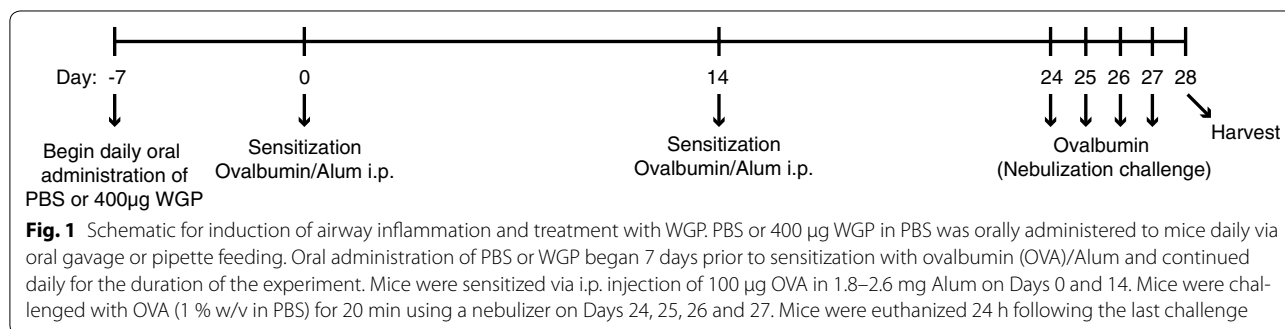 Day: -7 0 14 24 25 26 27 28
Begin daily oral
administration of
PBS or 400µg WGP
Sensitization
Ovalbumin/Alum i.p.
Sensitization
Ovalbumin/Alum i.p.
Ovalbumin
(Nebulization challenge)
Harvest
Fig. 1 Schematic for induction of airway inflammation and treatment with WGP. PBS or 400 µg WGP in PBS was orally administered to mice daily via
oral gavage or pipette feeding. Oral administration of PBS or WGP began 7 days prior to sensitization with ovalbumin (OVA)/Alum and continued
daily for the duration of the experiment. Mice were sensitized via i.p. injection of 100 µg OVA in 1.8–2.6 mg Alum on Days 0 and 14. Mice were chal-
lenged with OVA (1 % w/v in PBS) for 20 min using a nebulizer on Days 24, 25, 26 and 27. Mice were euthanized 24 h following the last challenge